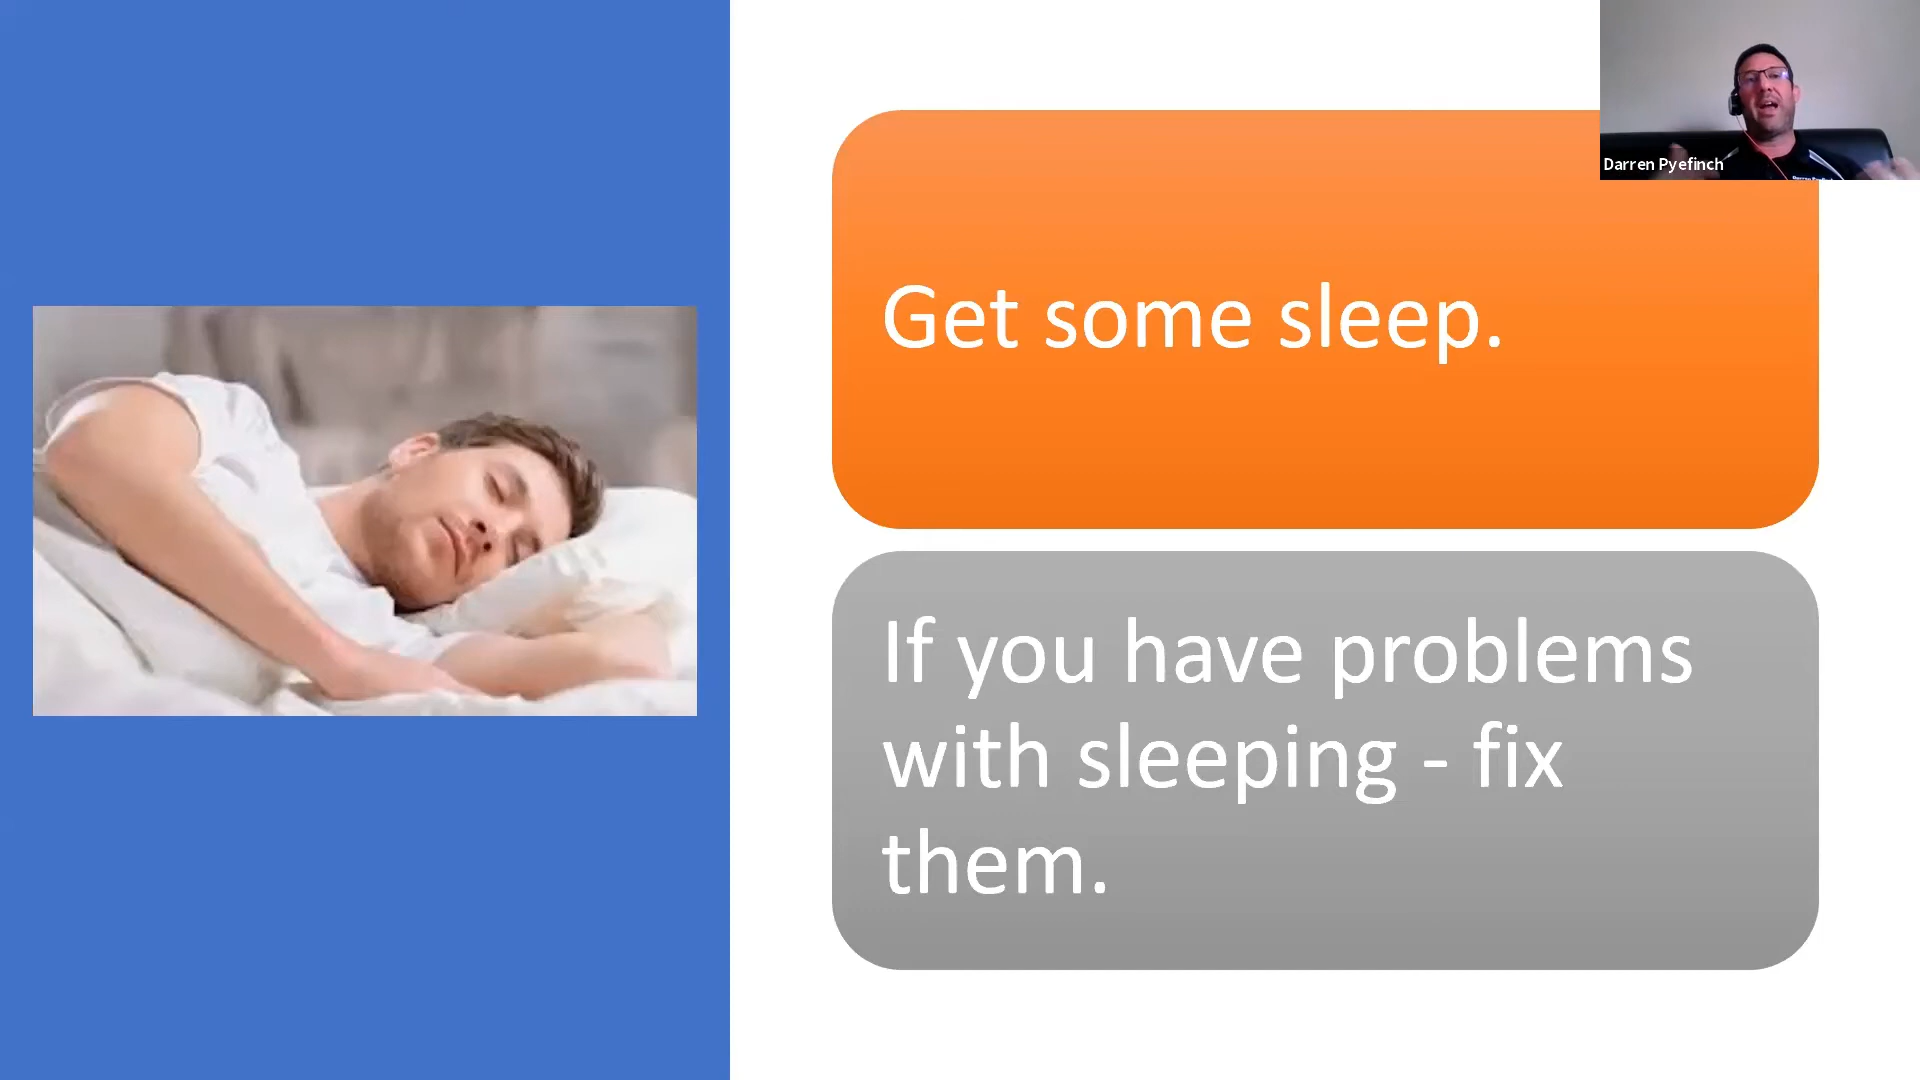 Darren Pyefinch
Get some sleep.
If you have problems
with sleeping - fix
them.